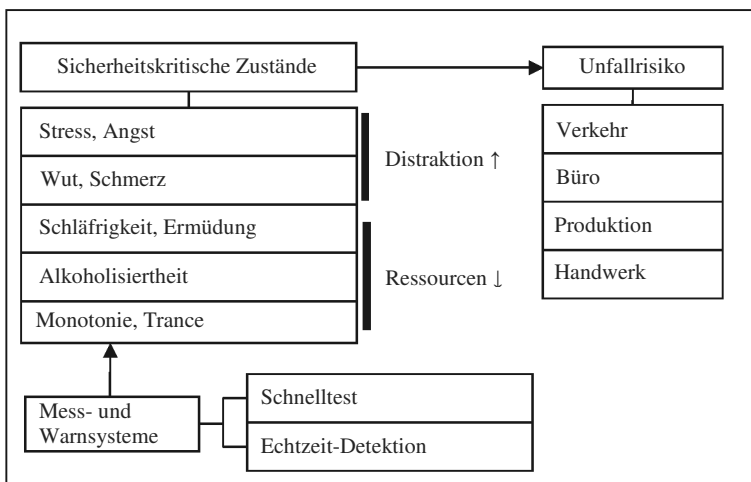 Sicherheitskritische Zustände
Unfallrisiko
Stress, Angst
Wut, Schmerz
Schläfrigkeit, Ermüdung
Alkoholisiertheit
Monotonie, Trance
Distraktion ↑
Ressourcen ↓
Verkehr
Büro
Produktion
Handwerk
Mess- und
Warnsysteme
Schnelltest
Echtzeit-Detektion